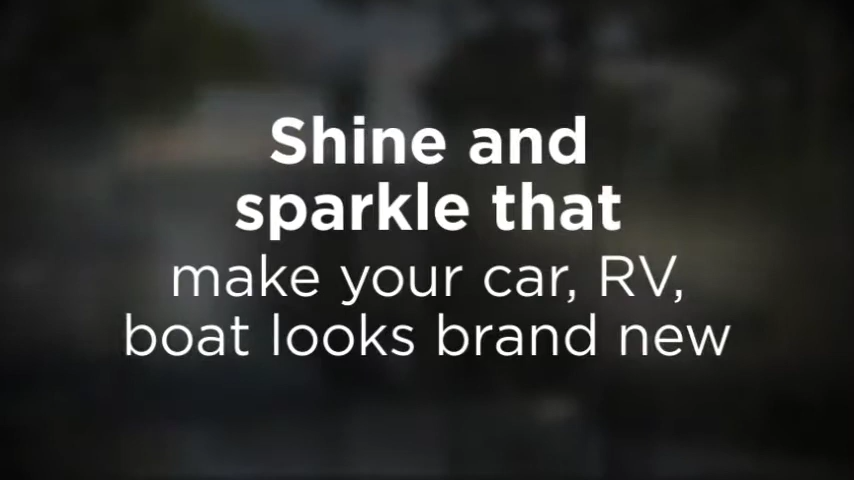 Shine and
sparkle that
make your car, RV,
boat looks brand new